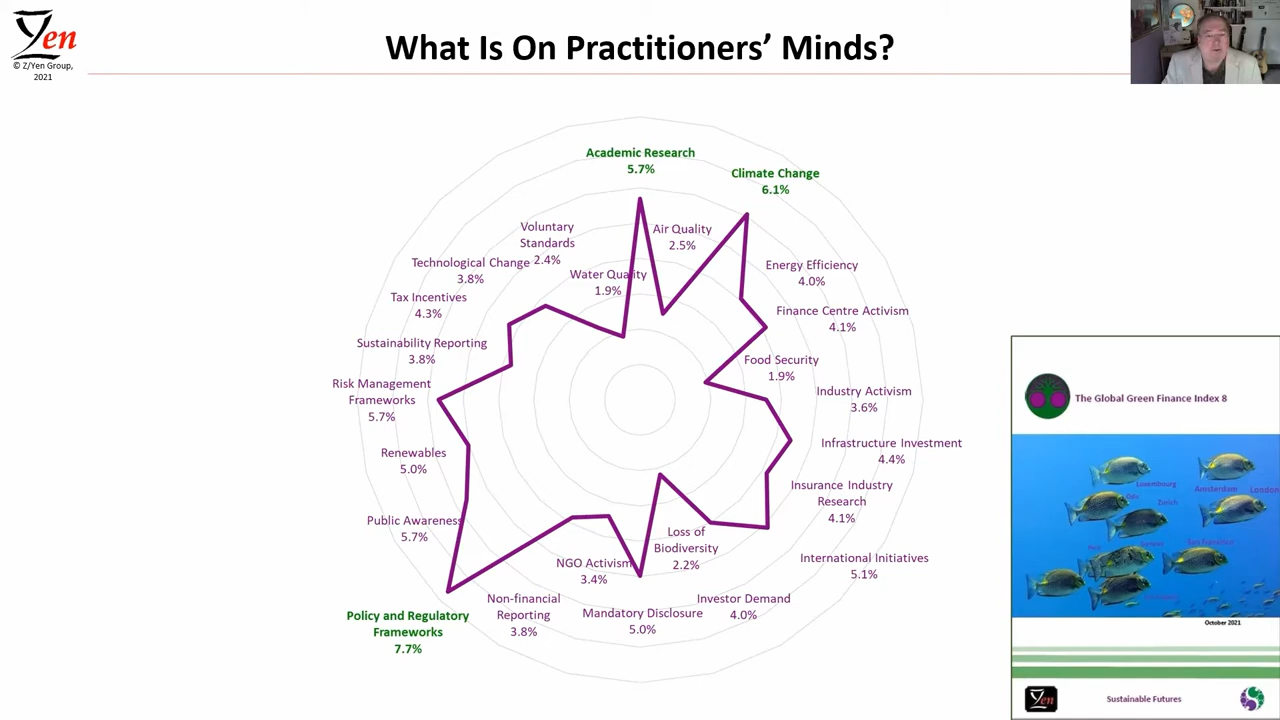 Yen
© Z/Yen Group,
2021
What Is On Practitioners’ Minds?
Academic Research
5.7%
Climate Change
6.1%
Air Quality
2.5%
Energy Efficiency
4.0%
Finance Centre Activism
4.1%
Food Security
1.9%
Industry Activism
3.6%
Infrastructure Investment
4.4%
Insurance Industry
Research
4.1%
International Initiatives
5.1%
Investor Demand
4.0%
Loss of
Biodiversity
2.2%
Mandatory Disclosure
5.0%
NGO Activism
3.4%
Non-financial
Reporting
3.8%
Policy and Regulatory
Frameworks
7.7%
Public Awareness
5.7%
Renewables
5.0%
Risk Management
Frameworks
5.7%
Sustainability Reporting
3.8%
Tax Incentives
4.3%
Technological Change
3.8%
Voluntary
Standards
2.4%
Water Quality
1.9%
The Global Green Finance Index 8
Luxembourg
Amsterdam
London
Oslo
Zurich
San Francisco
October 2021
Yen
Sustainable Futures